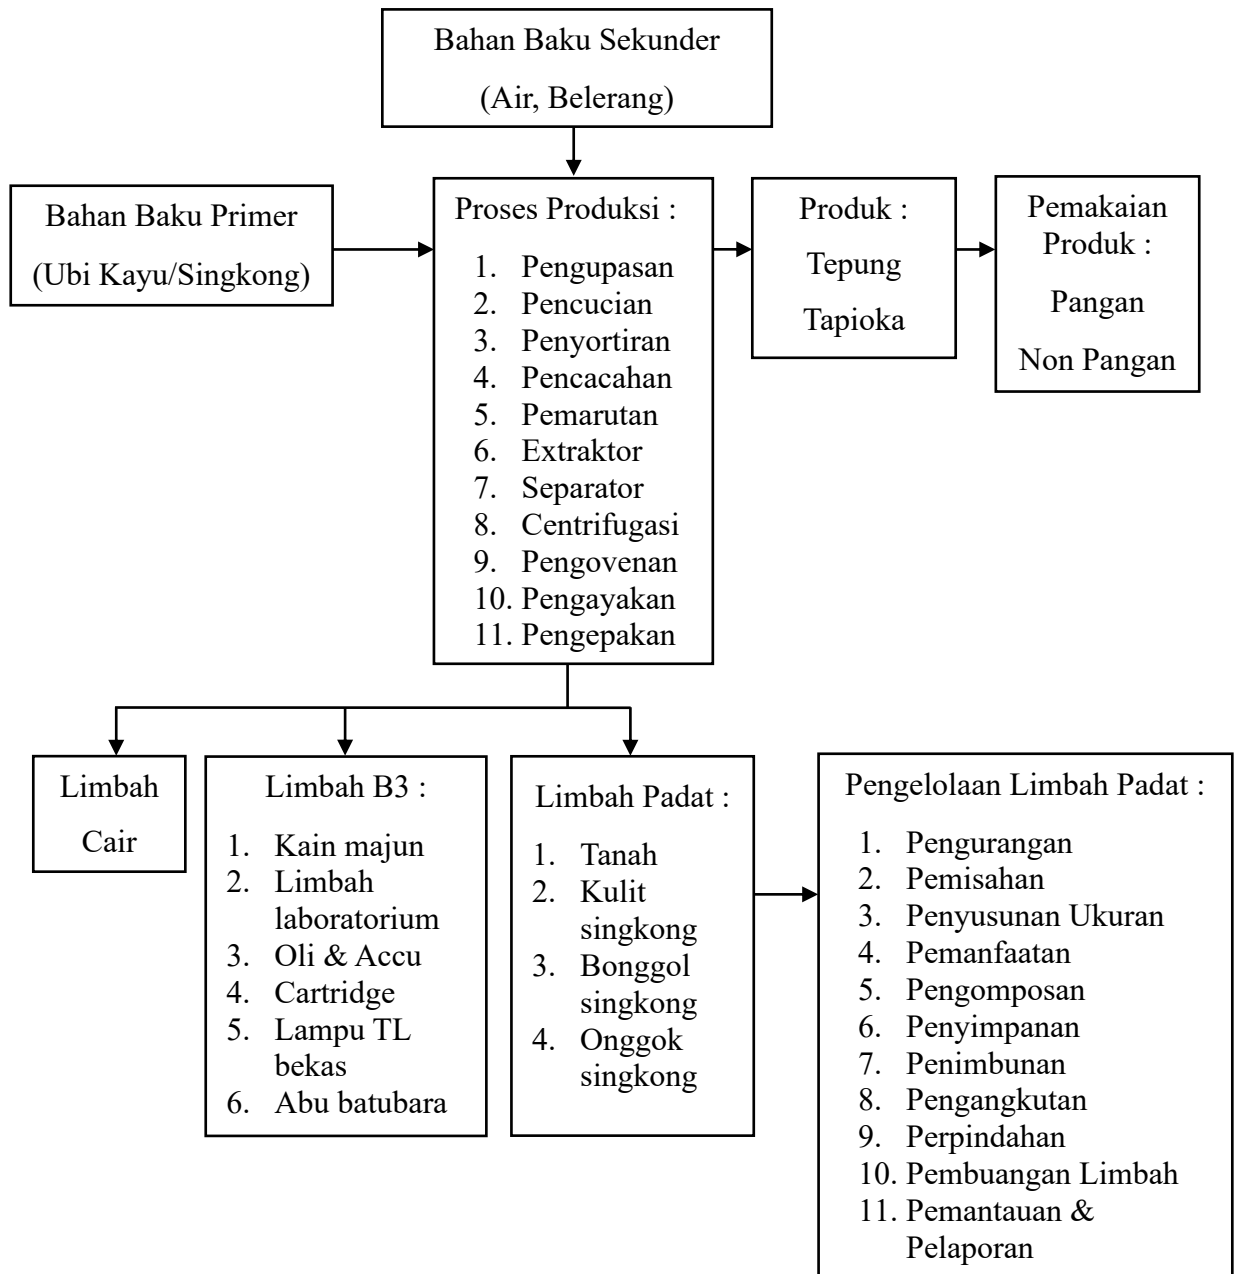 Bahan Baku Sekunder
(Air, Belerang)
Bahan Baku Primer
(Ubi Kayu/Singkong)
Proses Produksi :
1. Pengupasan
2. Pencucian
3. Penyortiran
4. Pencacahan
5. Pemarutan
6. Extraktor
7. Separator
8. Centrifugasi
9. Pengovenan
10. Pengayakan
11. Pengepakan
Produk :
Tepung
Tapioka
Pemakaian
Produk :
Pangan
Non Pangan
Limbah
Cair
Limbah B3 :
1. Kain majun
2. Limbah
laboratorium
3. Oli & Accu
4. Cartridge
5. Lampu TL
bekas
6. Abu batubara
Limbah Padat :
1. Tanah
2. Kulit
singkong
3. Bonggol
singkong
4. Onggok
singkong
Pengelolaan Limbah Padat :
1. Pengurangan
2. Pemisahan
3. Penyusunan Ukuran
4. Pemanfaatan
5. Pengomposan
6. Penyimpanan
7. Penimbunan
8. Pengangkutan
9. Perpindahan
10. Pembuangan Limbah
11. Pemantauan &
Pelaporan